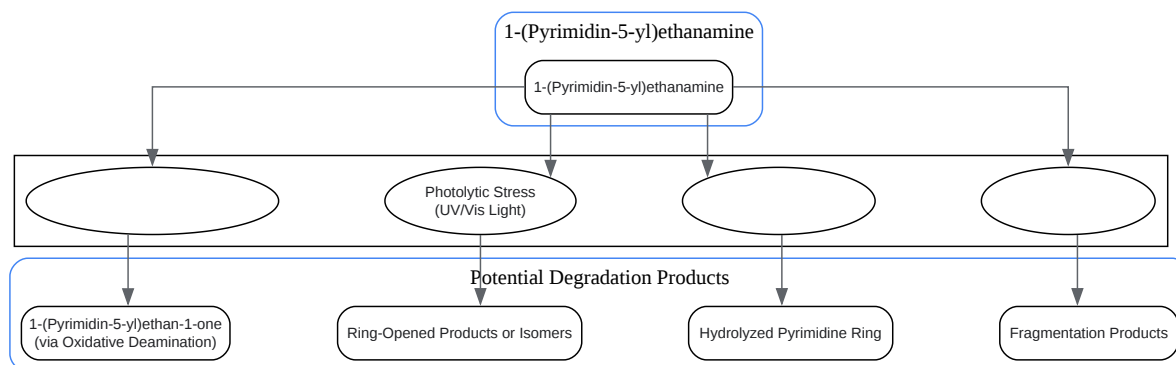 1-(Pyrimidin-5-yl)ethanamine
1-(Pyrimidin-5-yl)ethanamine
Photolytic Stress
(UV/Vis Light)
Potential Degradation Products
1-(Pyrimidin-5-yl)ethan-1-one
(via Oxidative Deamination)
Ring-Opened Products or Isomers
Hydrolyzed Pyrimidine Ring
Fragmentation Products